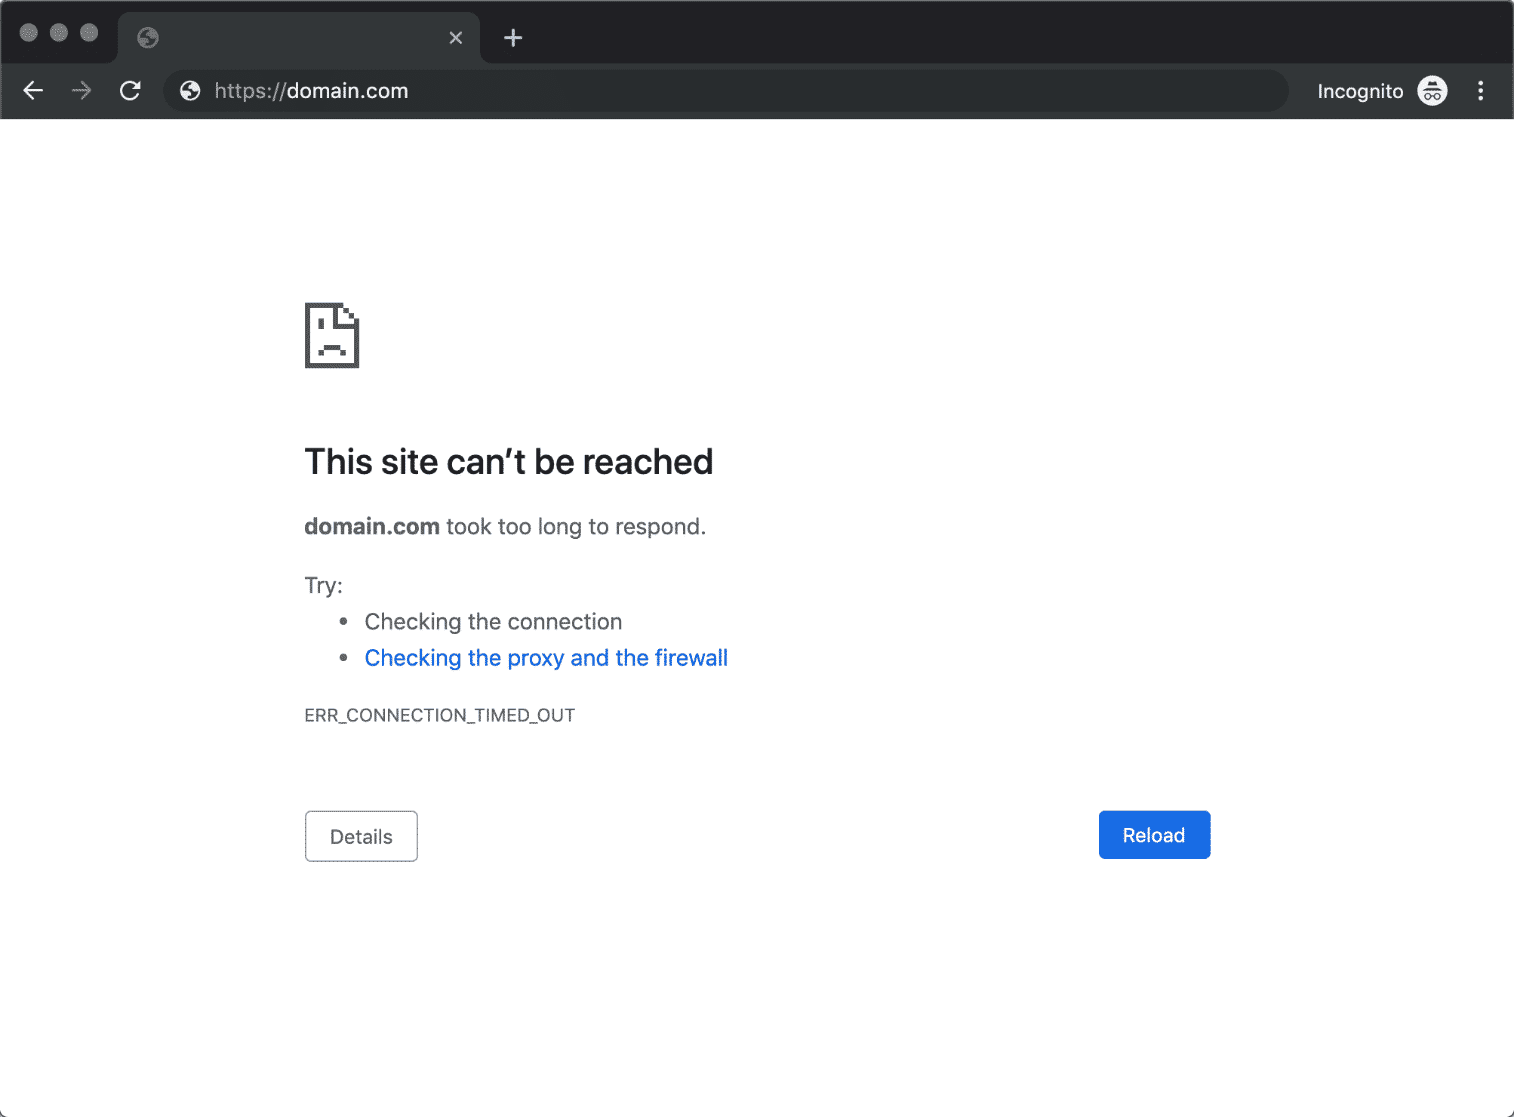 https://domain.com
Incognito
This site can’t be reached
domain.com took too long to respond.
Try:
• Checking the connection
• Checking the proxy and the firewall
ERR_CONNECTION_TIMED_OUT
Details
Reload